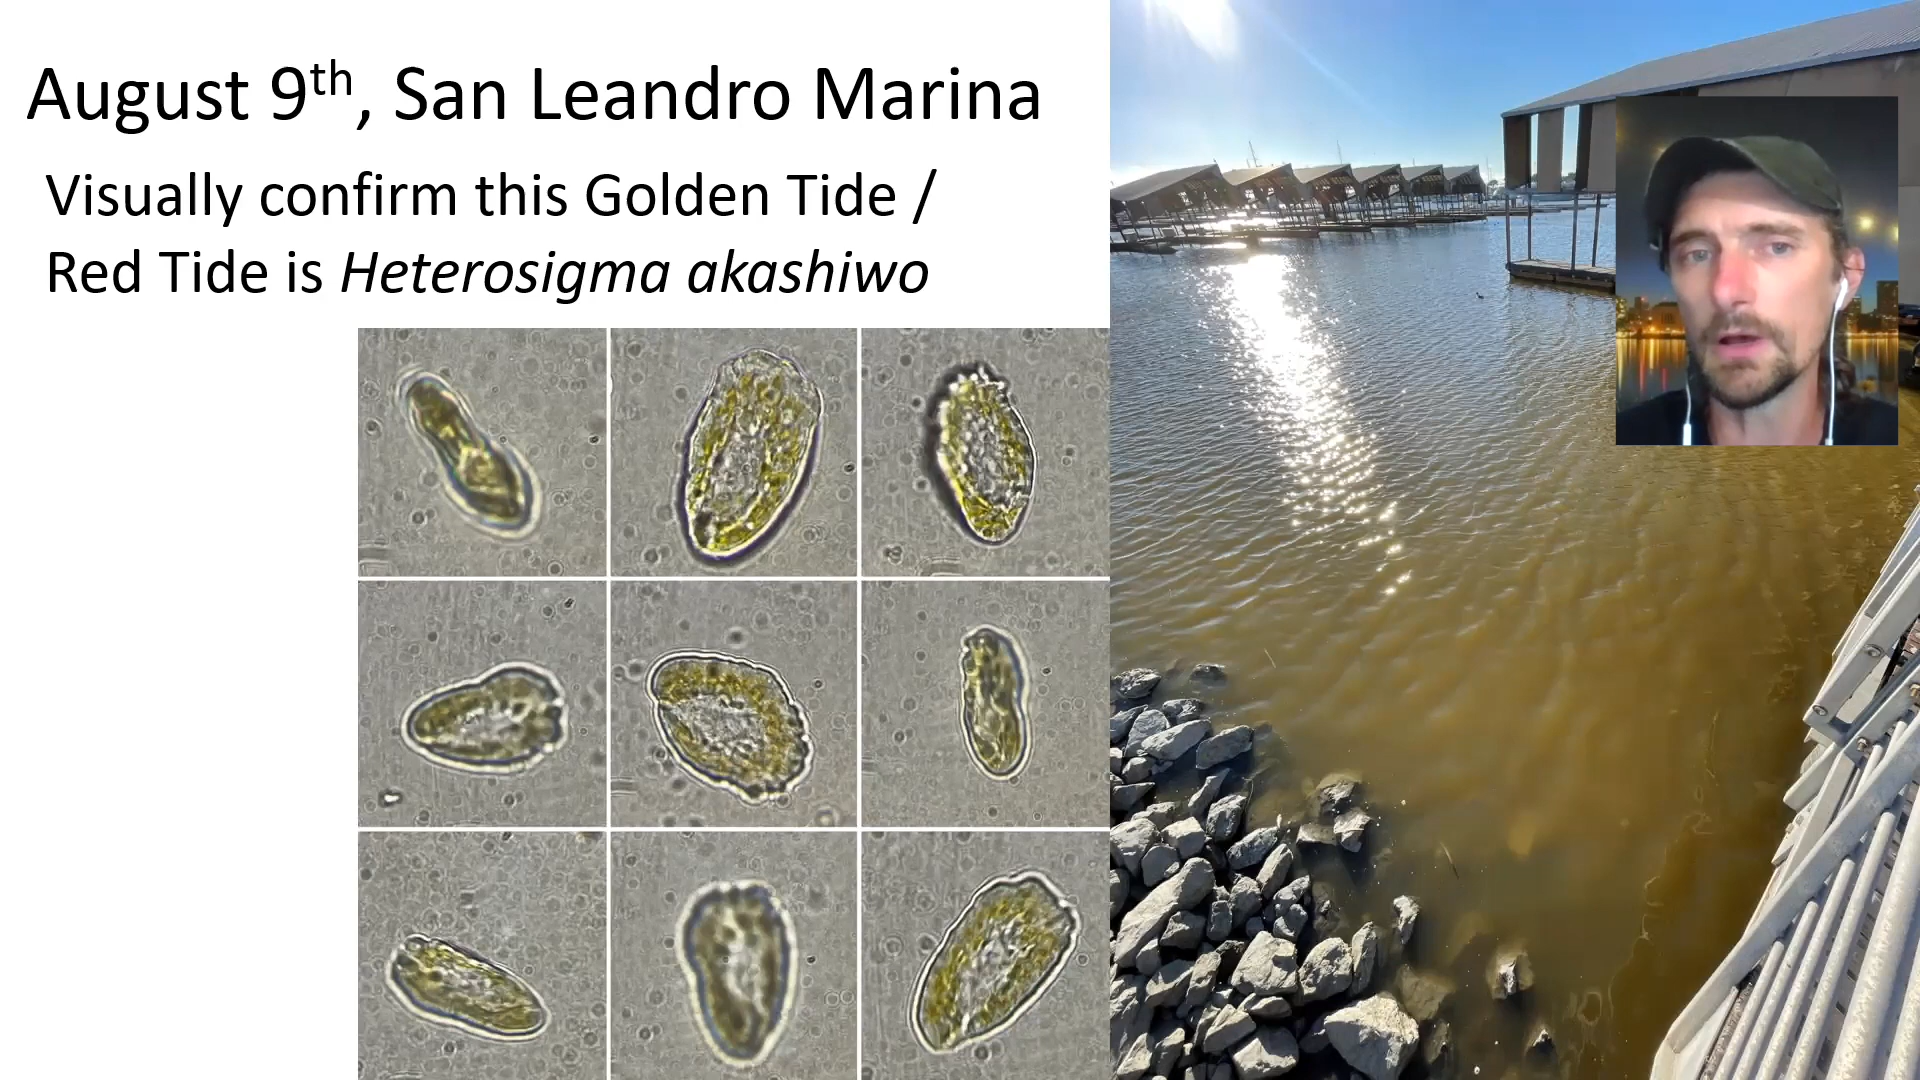 August 9th, San Leandro Marina
Visually confirm this Golden Tide /
Red Tide is Heterosigma akashiwo